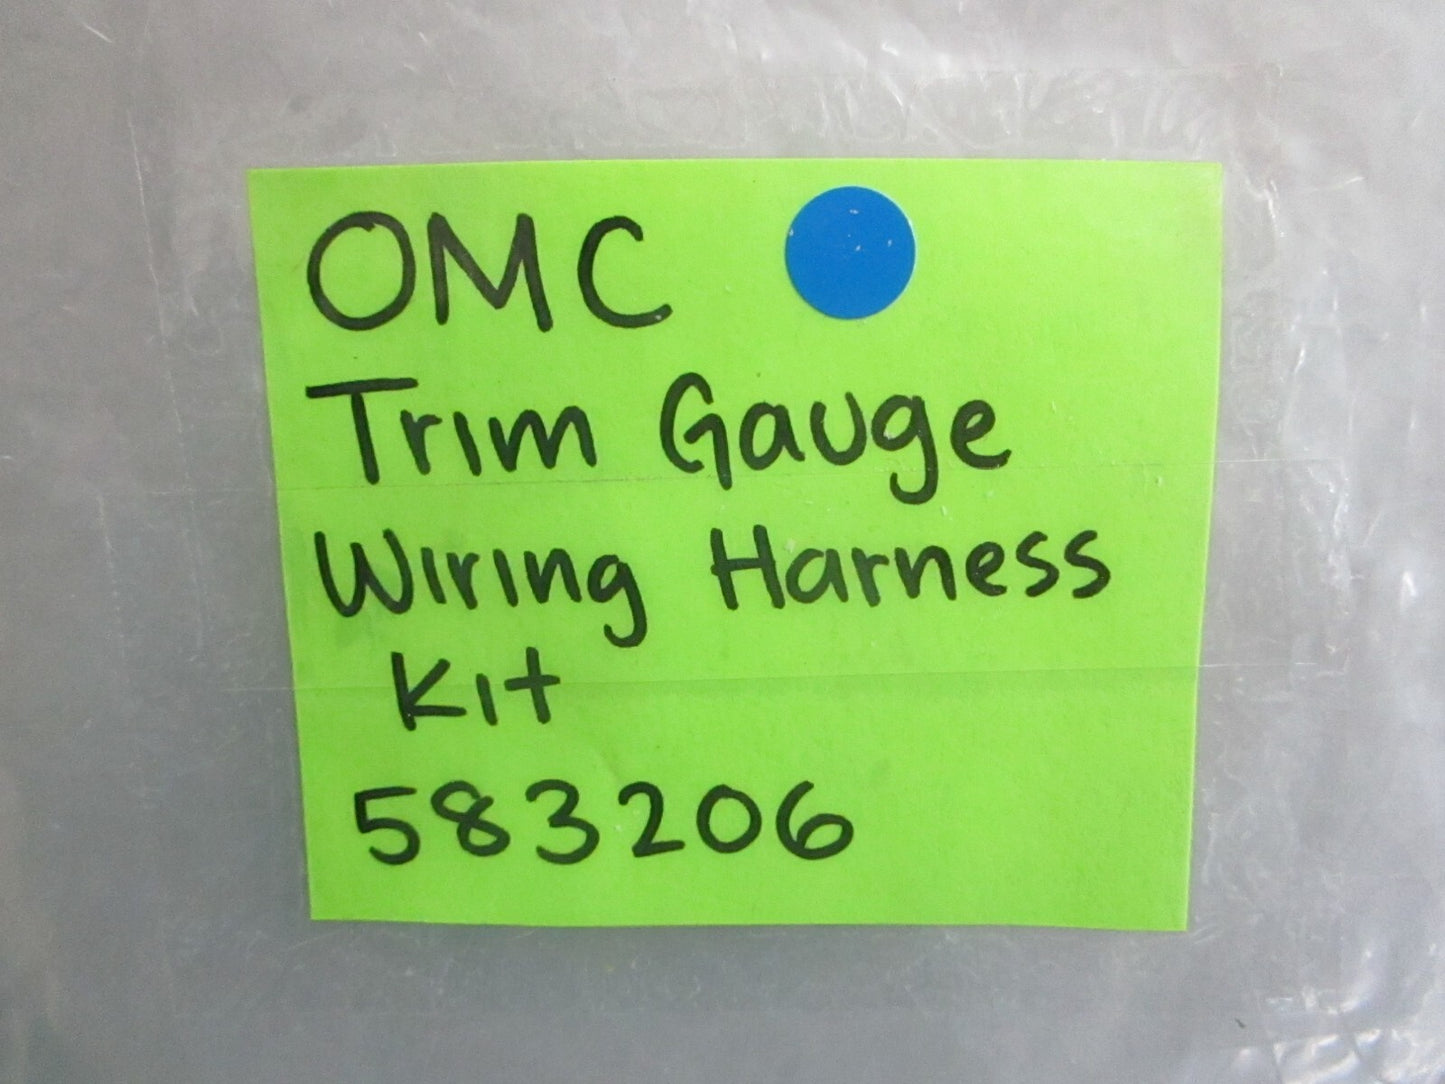 OMC
Trim Gauge
Wiring Harness
Kit
583206